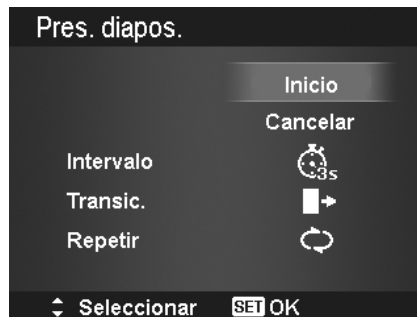 Pres. diapos.
Inicio
Cancelar
Intervalo 3s
Transic.
Repetir
Seleccionar SET OK